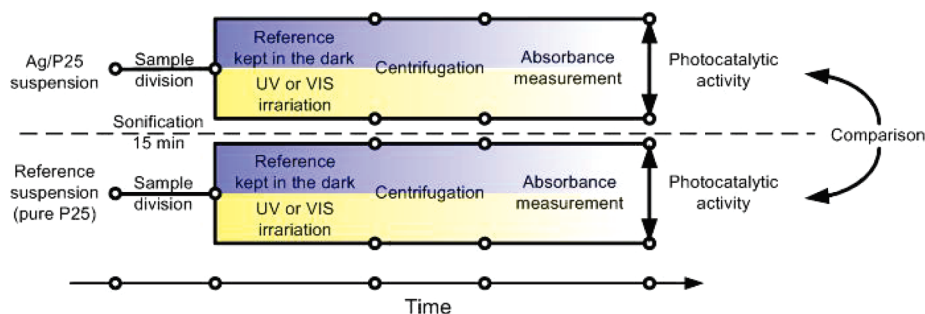 Ag/P25
suspension
Sample
division
Reference
kept in the dark
UV or VIS
irrariation
Centrifugation
Absorbance
measurement
Photocatalytic
activity
Sonification
15 min
Comparison
Reference
suspension
(pure P25)
Sample
division
Reference
kept in the dark
UV or VIS
irrariation
Centrifugation
Absorbance
measurement
Photocatalytic
activity
Time